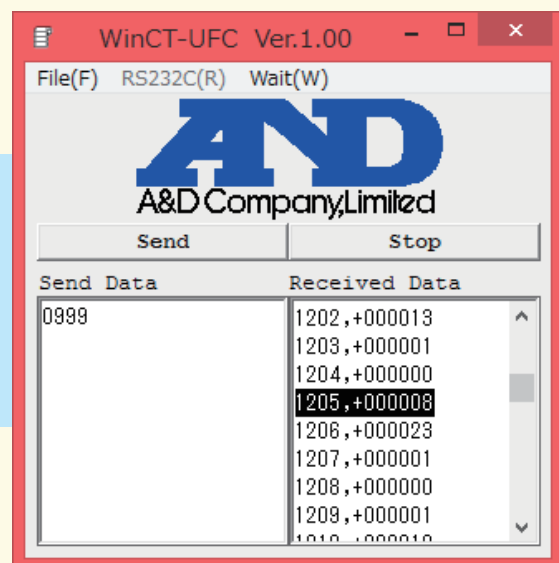 WinCT-UFC Ver.1.00
File(F) RS232C(R) Wait(W)
AND
A&D Company,Limited
Send Stop
Send Data Received Data
0999
1202,+000013
1203,+000001
1204,+000000
1205,+000008
1206,+000023
1207,+000001
1208,+000000
1209,+000001